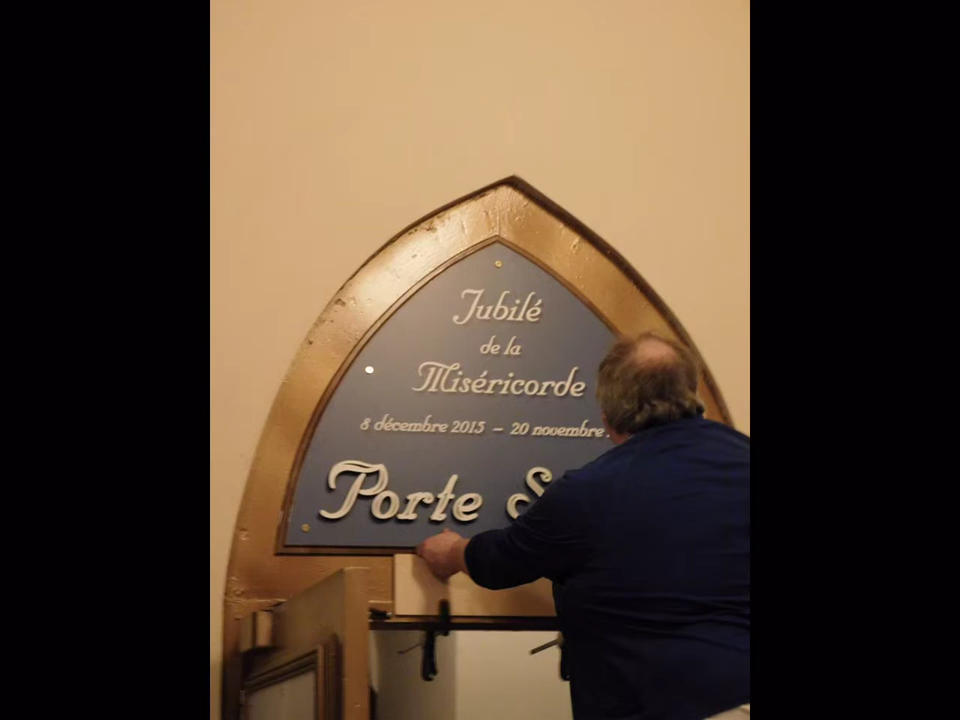 Jubilé
de la
Miséricorde
8 décembre 2015 – 20 novembre
Porte